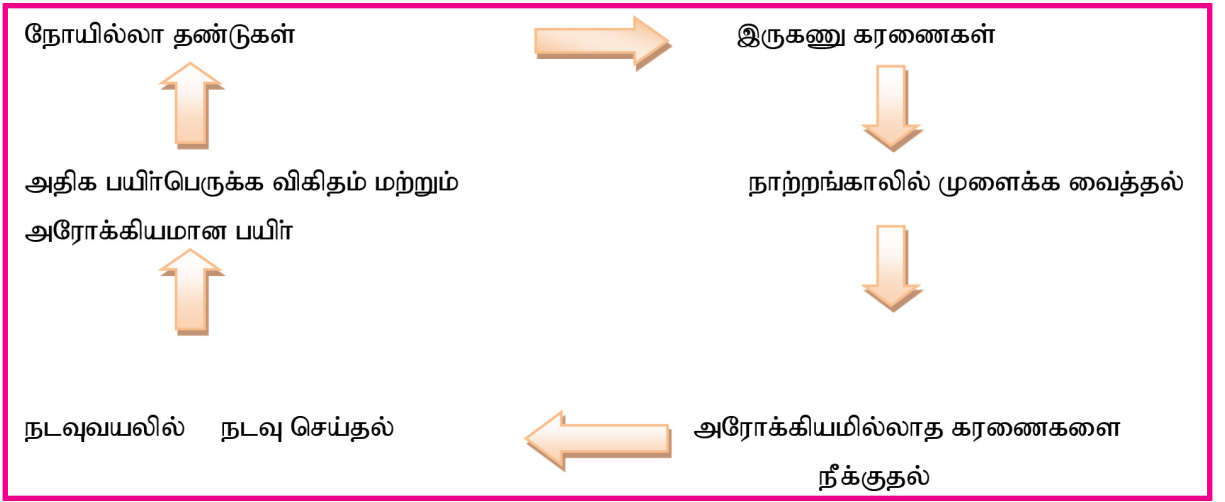 நோயில்லா தண்டுகள்
இருகணு கரணைகள்
அதிக பயிர்பெருக்க விகிதம் மற்றும்
அரோக்கியமான பயிர்
நாற்றங்காலில் முளைக்க வைத்தல்
நடவுவயலில் நடவு செய்தல்
அரோக்கியமில்லாத கரணைகளை
நீக்குதல்